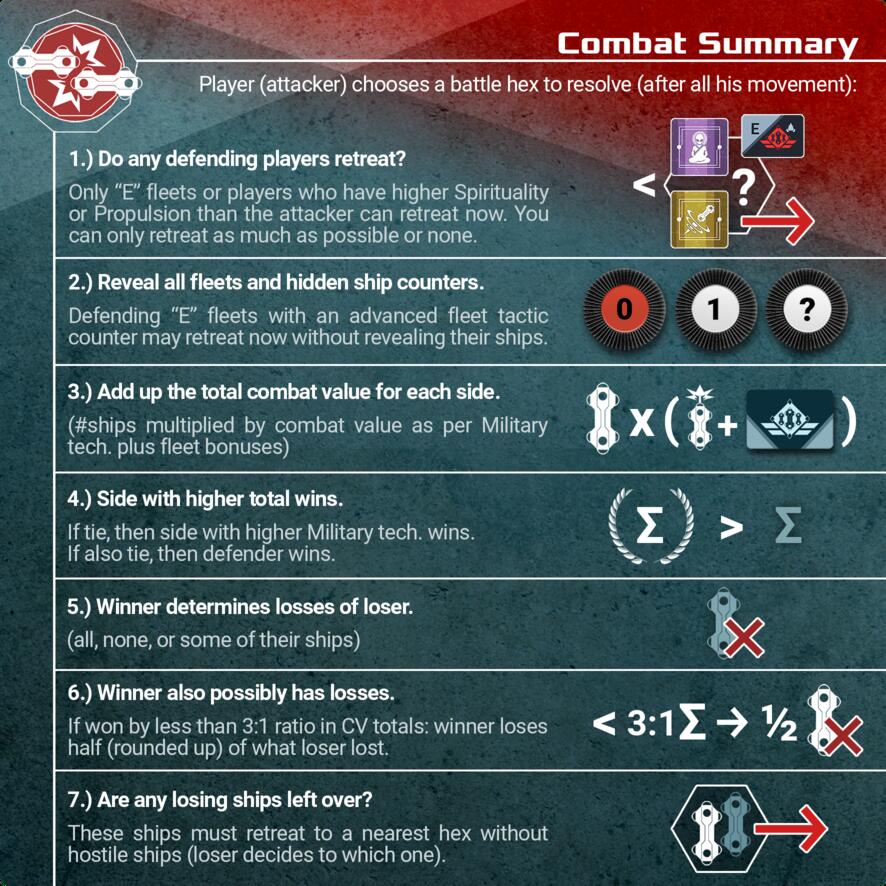 Combat Summary
Player (attacker) chooses a battle hex to resolve (after all his movement):
1.) Do any defending players retreat?
Only “E” fleets or players who have higher Spirituality
or Propulsion than the attacker can retreat now. You
can only retreat as much as possible or none.
< E ?
2.) Reveal all fleets and hidden ship counters.
Defending “E” fleets with an advanced fleet tactic
counter may retreat now without revealing their ships.
0 1 ?
3.) Add up the total combat value for each side.
(#ships multiplied by combat value as per Military
tech. plus fleet bonuses)
x ( + )
4.) Side with higher total wins.
If tie, then side with higher Military tech. wins.
If also tie, then defender wins.
Σ > Σ
5.) Winner determines losses of loser.
(all, none, or some of their ships)
6.) Winner also possibly has losses.
If won by less than 3:1 ratio in CV totals: winner loses
half (rounded up) of what loser lost.
< 3:1Σ → ½
7.) Are any losing ships left over?
These ships must retreat to a nearest hex without
hostile ships (loser decides to which one).